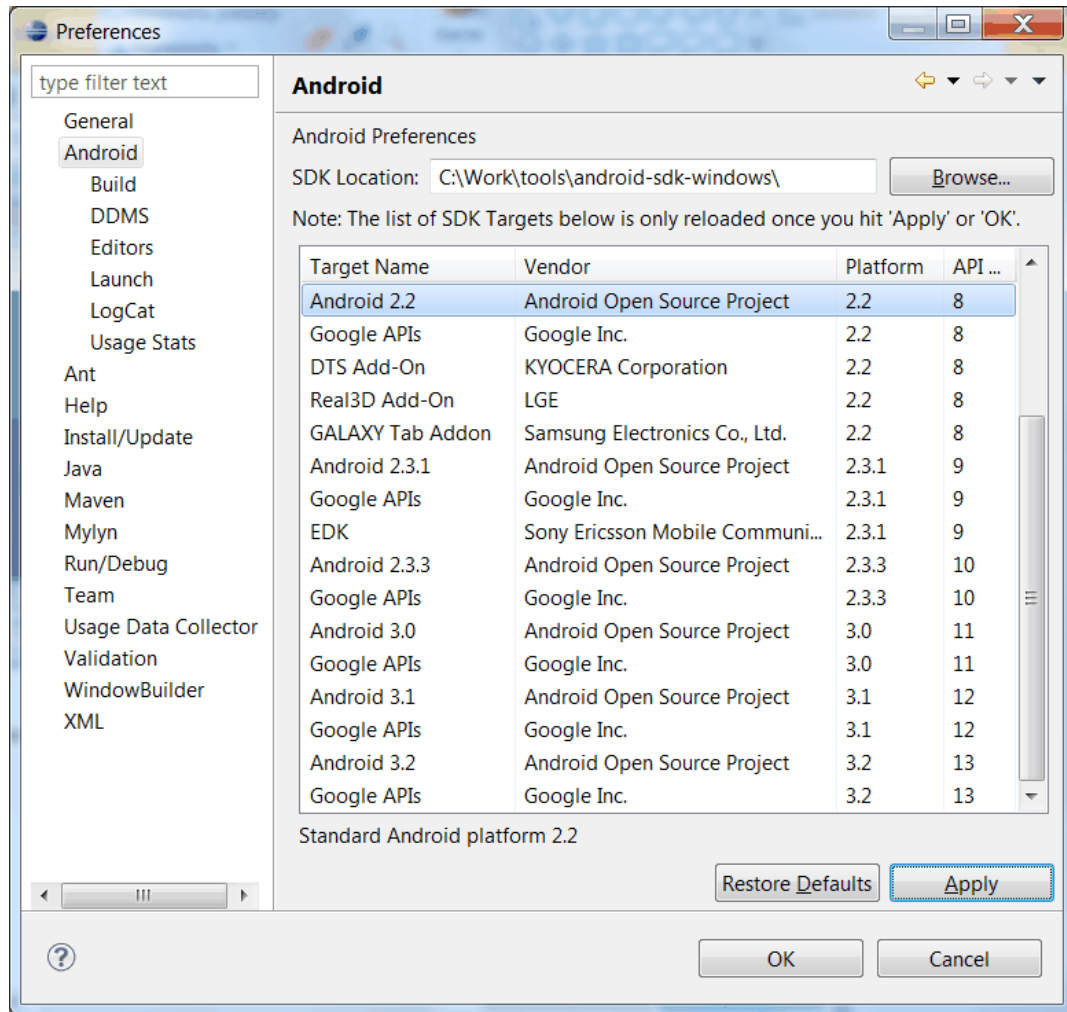 Preferences
type filter text
General
Android
Build
DDMS
Editors
Launch
LogCat
Usage Stats
Ant
Help
Install/Update
Java
Maven
Mylyn
Run/Debug
Team
Usage Data Collector
Validation
WindowBuilder
XML
Android
Android Preferences
SDK Location: C:\Work\tools\android-sdk-windows\ Browse...
Note: The list of SDK Targets below is only reloaded once you hit 'Apply' or 'OK'.
Target Name Vendor Platform API ...
Android 2.2 Android Open Source Project 2.2 8
Google APIs Google Inc. 2.2 8
DTS Add-On KYOCERA Corporation 2.2 8
Real3D Add-On LGE 2.2 8
GALAXY Tab Addon Samsung Electronics Co., Ltd. 2.2 8
Android 2.3.1 Android Open Source Project 2.3.1 9
Google APIs Google Inc. 2.3.1 9
EDK Sony Ericsson Mobile Communi... 2.3.1 9
Android 2.3.3 Android Open Source Project 2.3.3 10
Google APIs Google Inc. 2.3.3 10
Android 3.0 Android Open Source Project 3.0 11
Google APIs Google Inc. 3.0 11
Android 3.1 Android Open Source Project 3.1 12
Google APIs Google Inc. 3.1 12
Android 3.2 Android Open Source Project 3.2 13
Google APIs Google Inc. 3.2 13
Standard Android platform 2.2
Restore Defaults Apply
OK Cancel